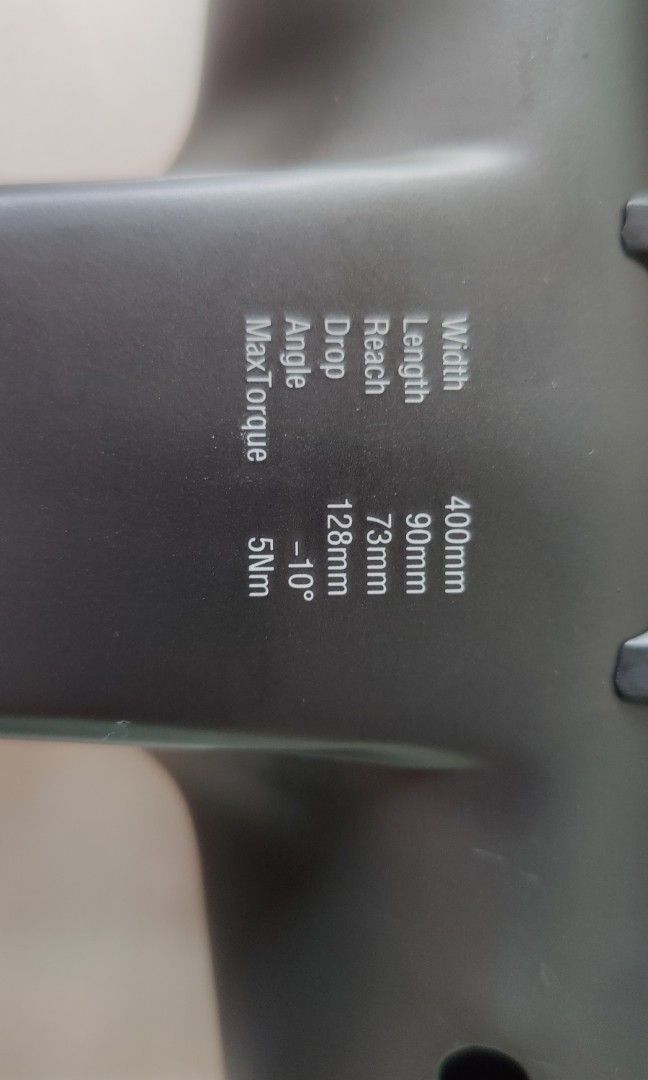 Width 400mm
Length 90mm
Reach 73mm
Drop 128mm
Angle -10°
MaxTorque 5Nm